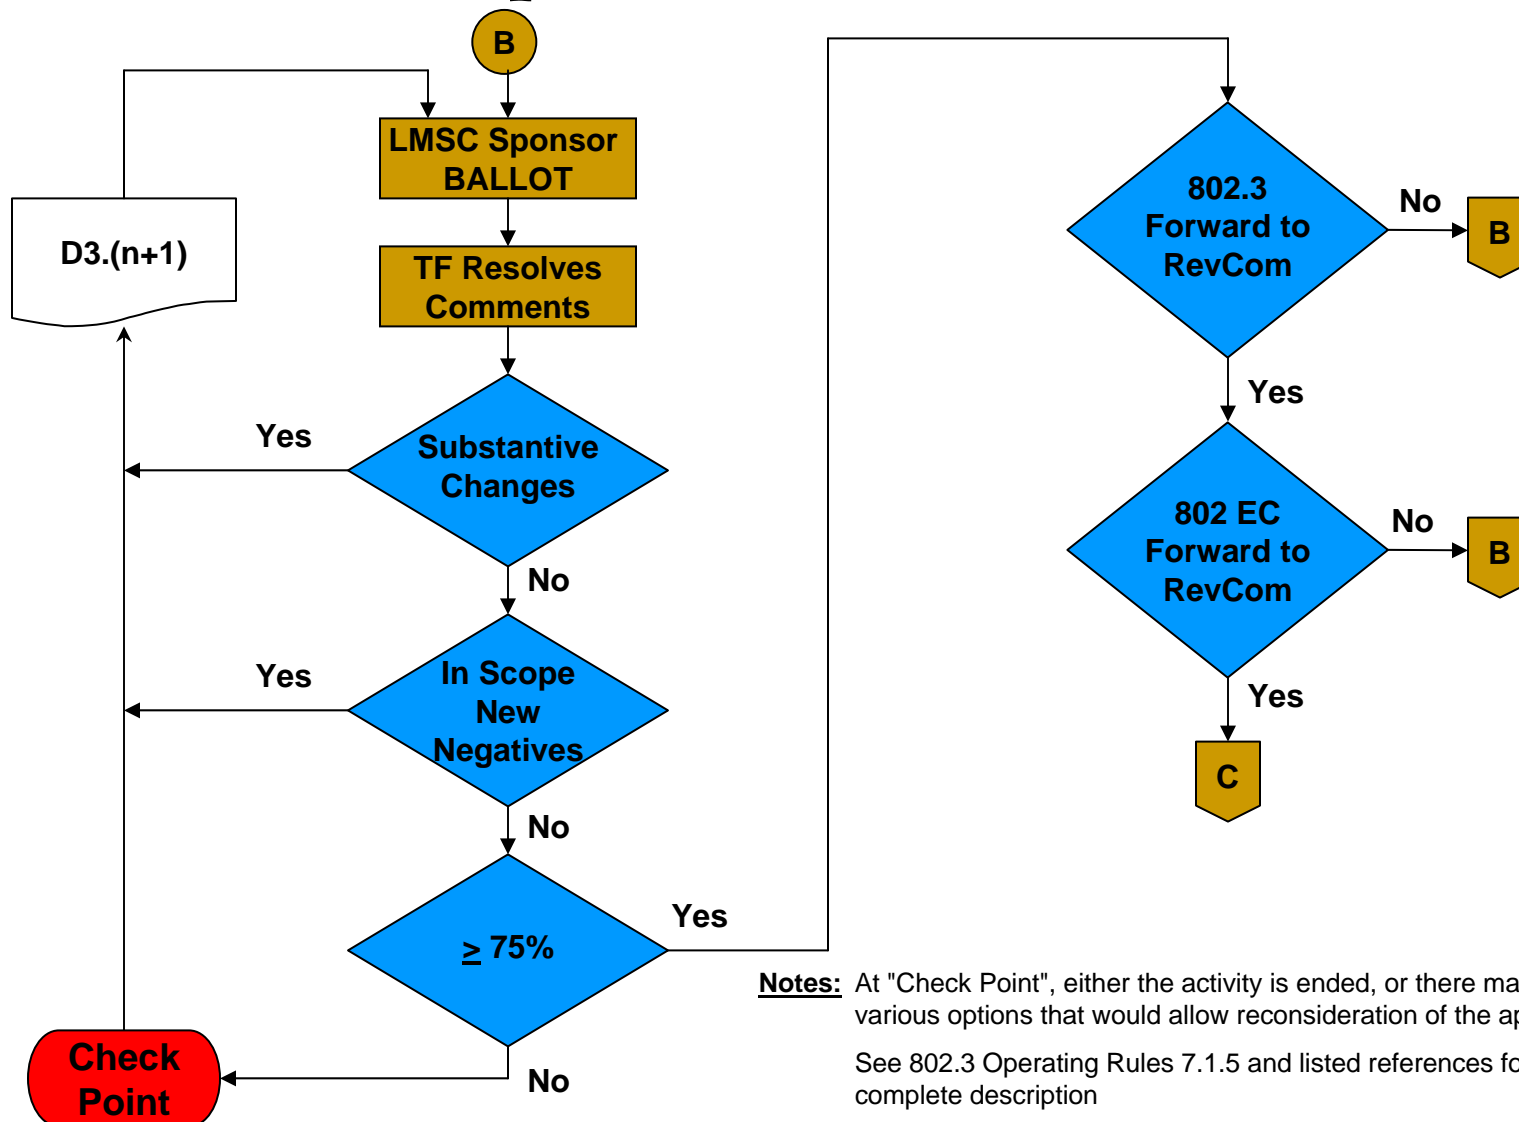 B
LMSC Sponsor
BALLOT
D3.(n+1)
TF Resolves
Comments
Yes
Substantive
Changes
No
Yes
In Scope
New
Negatives
No
≥ 75%
Yes
Check
Point
No
802.3
Forward to
RevCom
No
B
Yes
802 EC
Forward to
RevCom
No
B
Yes
C
Notes: At "Check Point", either the activity is ended, or there
various options that would allow reconsideration of the
See 802.3 Operating Rules 7.1.5 and listed references
complete description